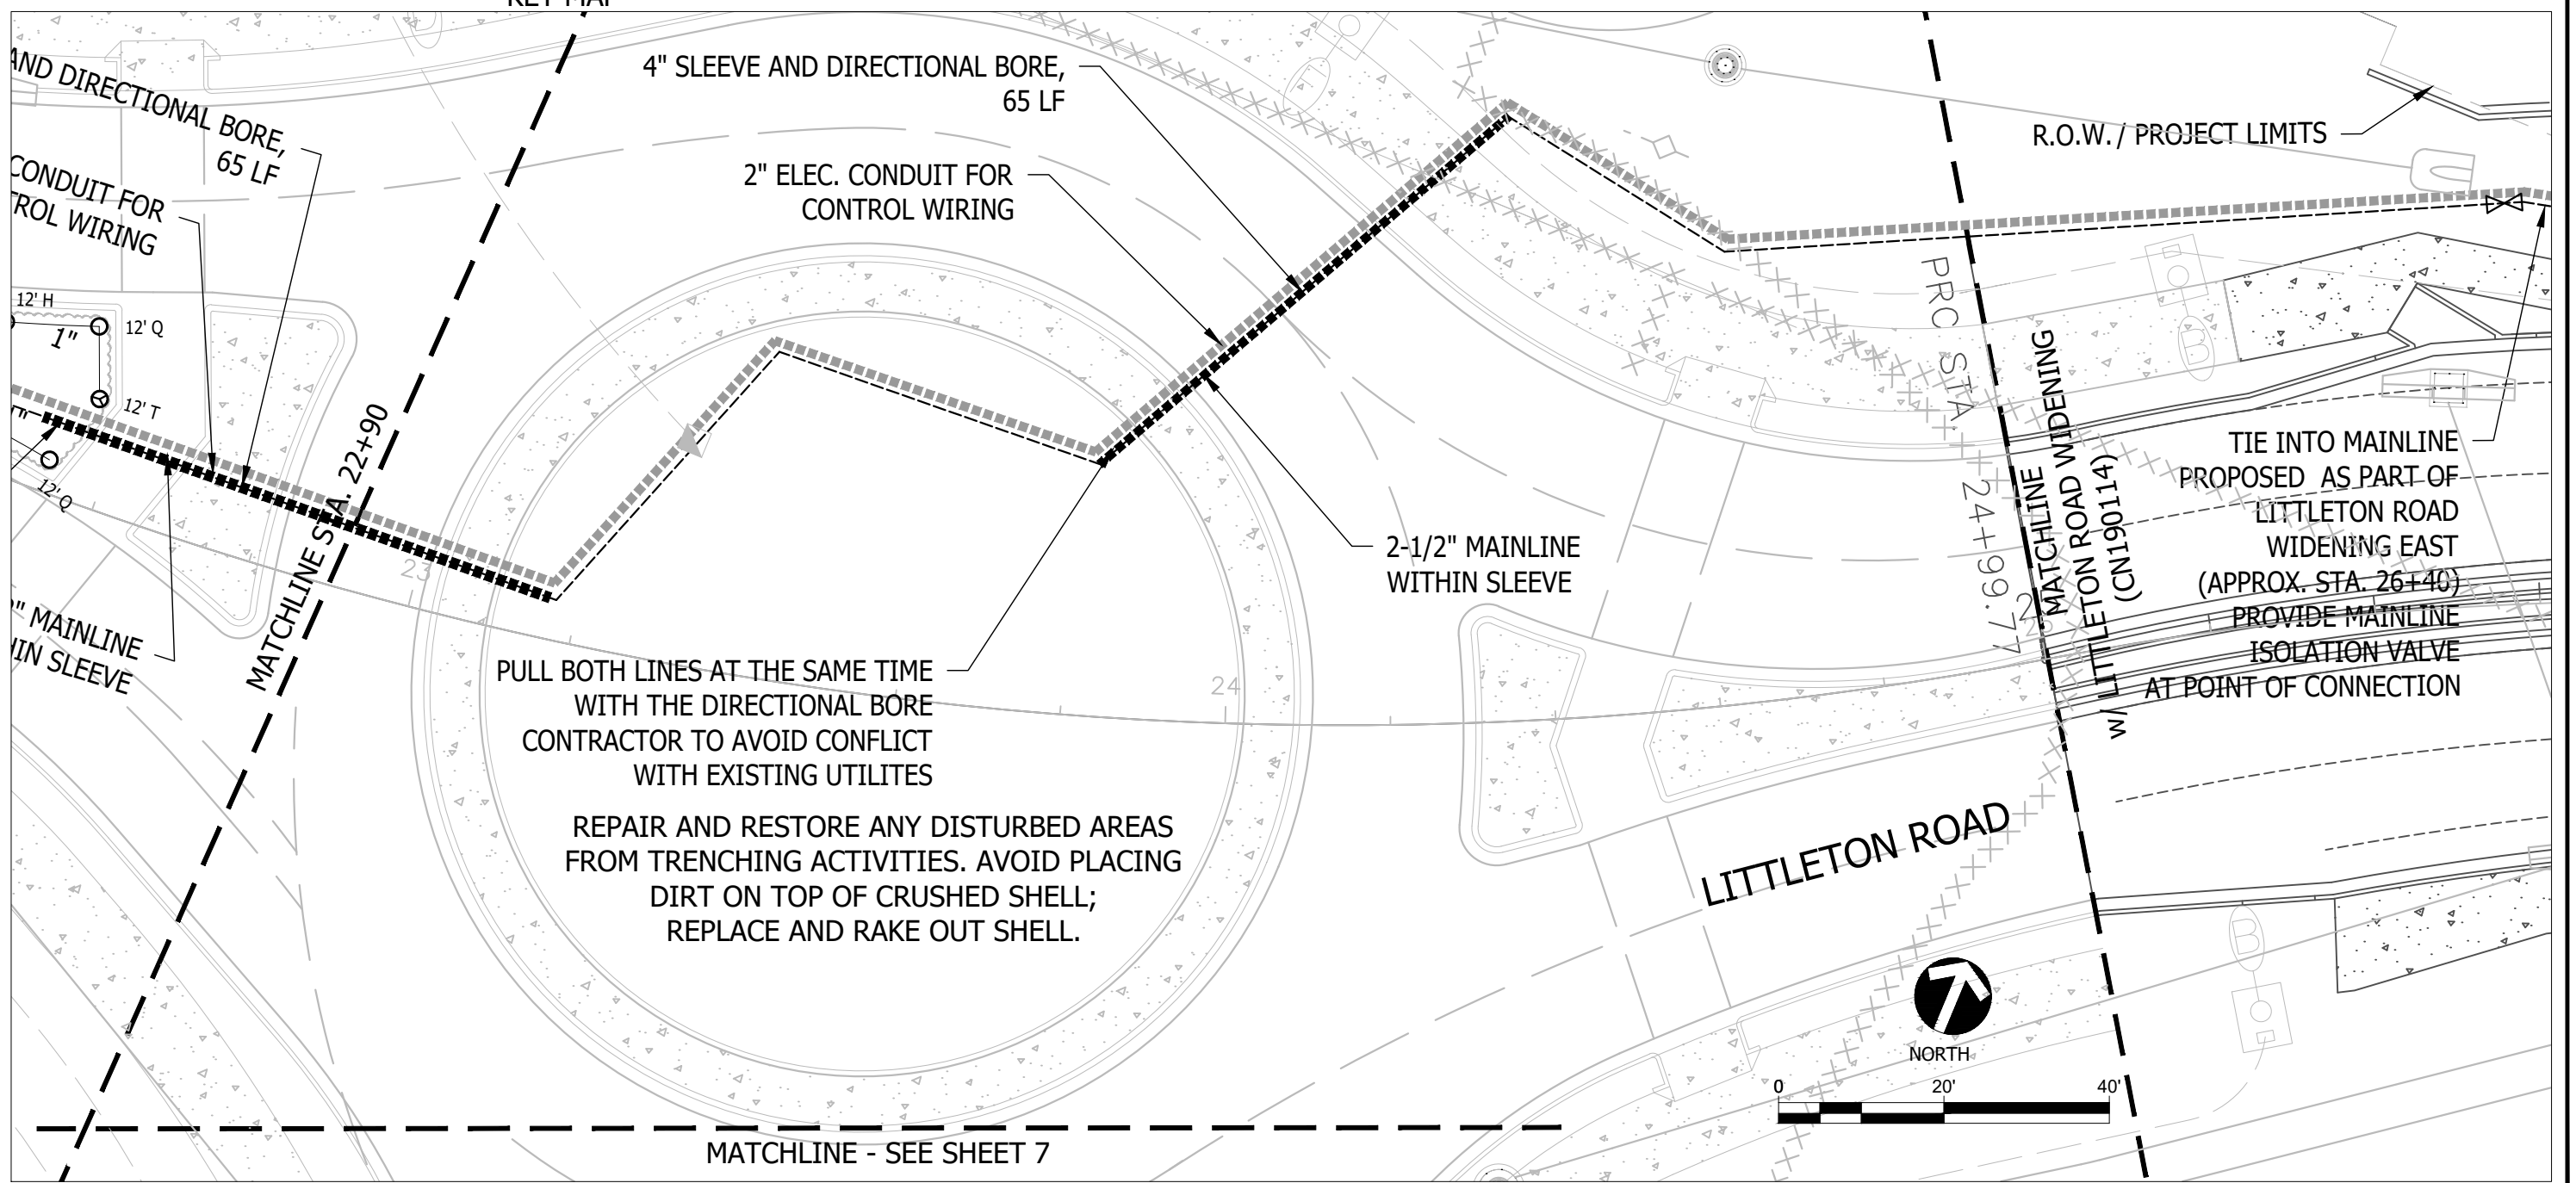 KEY MAP
AND DIRECTIONAL BORE,
65 LF
CONDUIT FOR
TROL WIRING
12' H
12' Q
1"
12' T
12' Q
MAINLINE
HIN SLEEVE
MATCHLINE STA. 22+90
4" SLEEVE AND DIRECTIONAL BORE,
65 LF
2" ELEC. CONDUIT FOR
CONTROL WIRING
23
24
2-1/2" MAINLINE
WITHIN SLEEVE
PULL BOTH LINES AT THE SAME TIME
WITH THE DIRECTIONAL BORE
CONTRACTOR TO AVOID CONFLICT
WITH EXISTING UTILITES
REPAIR AND RESTORE ANY DISTURBED AREAS
FROM TRENCHING ACTIVITIES. AVOID PLACING
DIRT ON TOP OF CRUSHED SHELL;
REPLACE AND RAKE OUT SHELL.
R.O.W. / PROJECT LIMITS
PRC STA. 24+99.77
MATCHLINE
W/ LITTLETON ROAD WIDENING
(CN190114)
B
TIE INTO MAINLINE
PROPOSED AS PART OF
LITTLETON ROAD
WIDENING EAST
(APPROX. STA. 26+40)
PROVIDE MAINLINE
ISOLATION VALVE
AT POINT OF CONNECTION
LITTLETON ROAD
B
NORTH
0 20' 40'
MATCHLINE - SEE SHEET 7